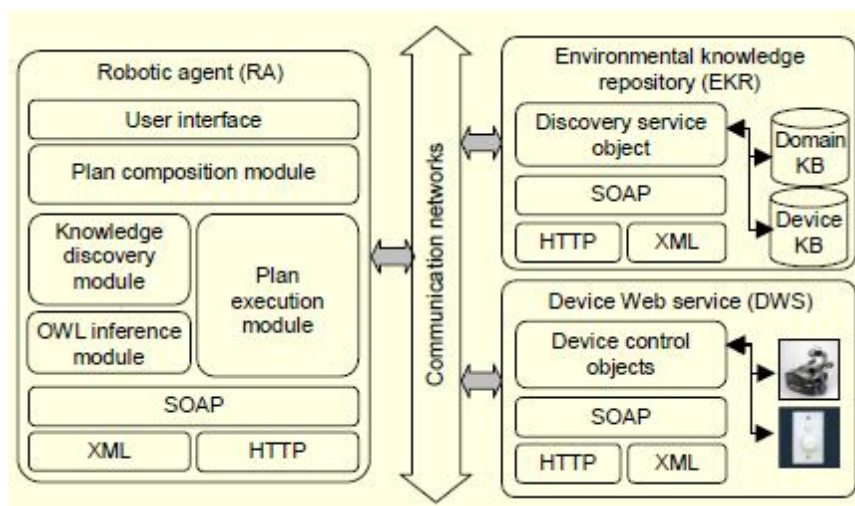 Robotic agent (RA)
User interface
Plan composition module
Knowledge
discovery
module
OWL inference
module
Plan
execution
module
SOAP
XML
HTTP
Communication networks
Environmental knowledge
repository (EKR)
Discovery service
object
SOAP
HTTP
XML
Domain
KB
Device
KB
Device Web service (DWS)
Device control
objects
SOAP
HTTP
XML